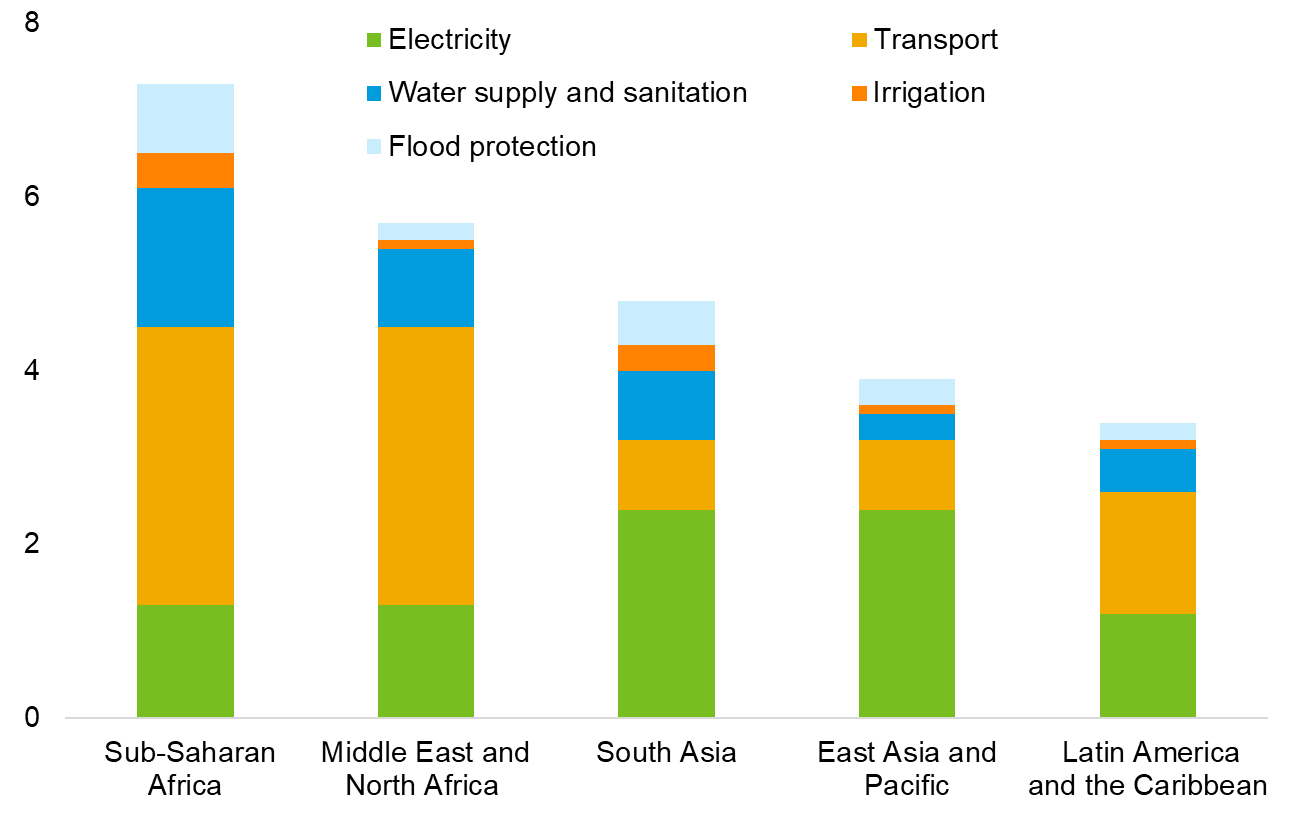 8
Electricity
Transport
Water supply and sanitation
Irrigation
Flood protection
6
4
2
0
Sub-Saharan
Africa
Middle East and
North Africa
South Asia
East Asia and
Pacific
Latin America
and the Caribbean